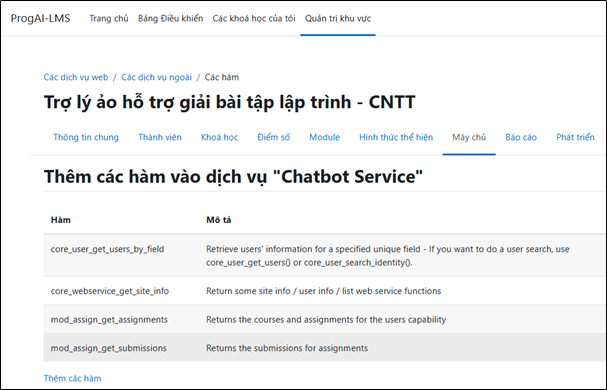 ProgAI-LMS Trang chủ Bảng Điều khiển Các khoá học của tôi Quản trị khu vực
Các dịch vụ web / Các dịch vụ ngoài / Các hàm
Trợ lý ảo hỗ trợ giải bài tập lập trình - CNTT
Thông tin chung Thành viên Khoá học Điểm số Module Hình thức thể hiện Máy chủ Báo cáo Phát triển
Thêm các hàm vào dịch vụ "Chatbot Service"
Hàm Mô tả
core_user_get_users_by_field Retrieve users' information for a specified unique field - If you want to do a user search, use
core_user_get_users() or core_user_search_identity().
core_webservice_get_site_info Return some site info / user info / list web service functions
mod_assign_get_assignments Returns the courses and assignments for the users capability
mod_assign_get_submissions Returns the submissions for assignments
Thêm các hàm